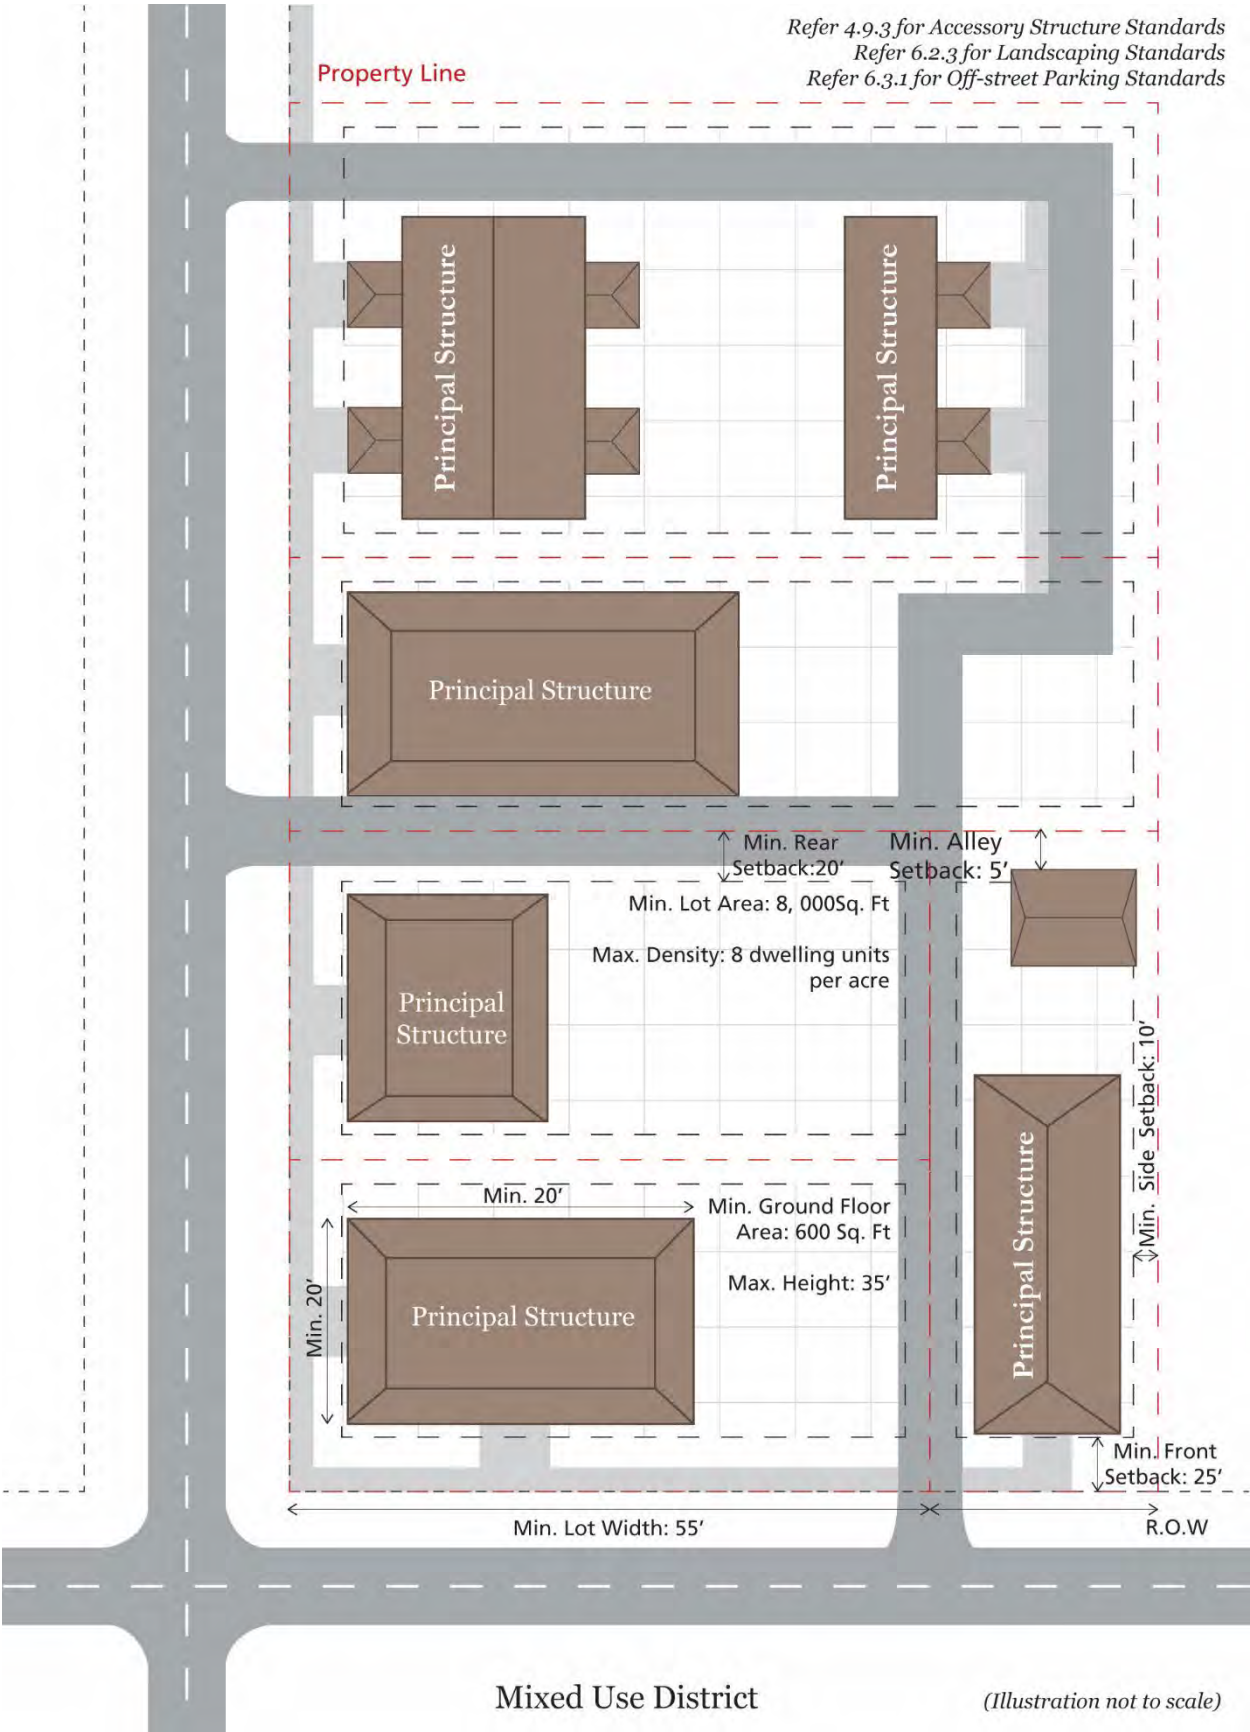 Refer 4.9.3 for Accessory Structure Standards
Refer 6.2.3 for Landscaping Standards
Refer 6.3.1 for Off-street Parking Standards
Property Line
Principal Structure
Principal Structure
Principal Structure
Min. Rear
Setback:20'
Min. Alley
Setback: 5'
Min. Lot Area: 8, 000Sq. Ft
Max. Density: 8 dwelling units
per acre
Principal
Structure
Min. Side Setback: 10'
Min. 20'
Min. Ground Floor
Area: 600 Sq. Ft
Max. Height: 35'
Min. 20'
Principal Structure
Principal Structure
Min. Front
Setback: 25'
Min. Lot Width: 55'
R.O.W
Mixed Use District
(Illustration not to scale)